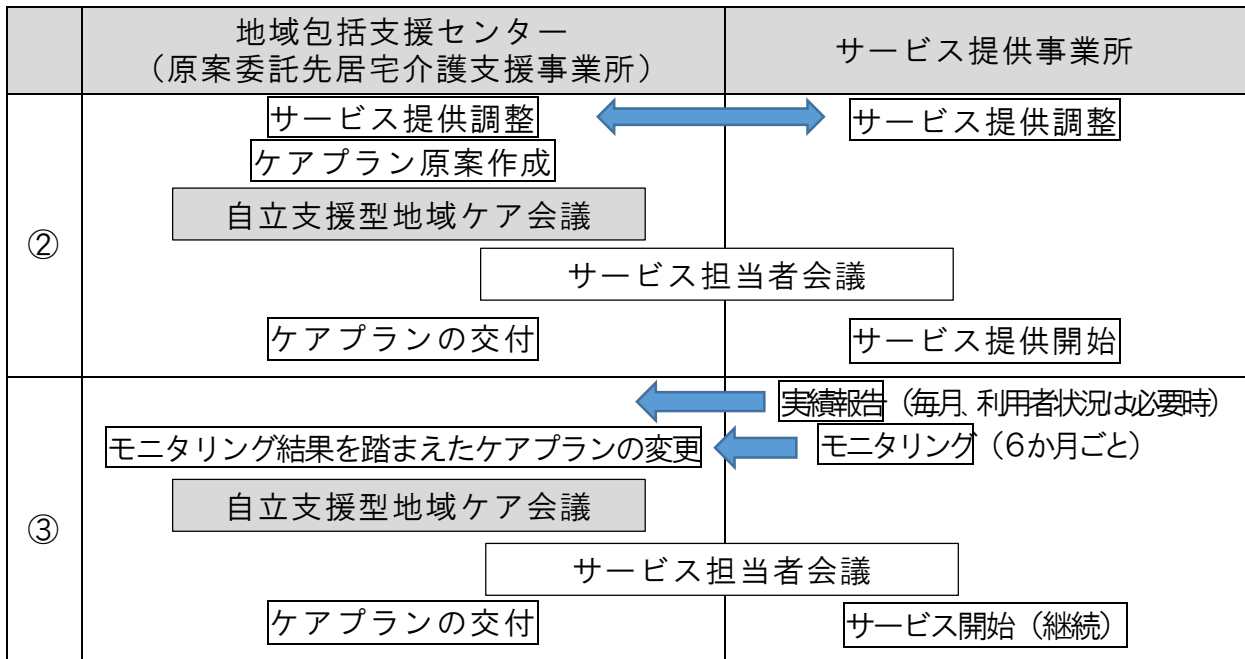 地域包括支援センター
（原案委託先居宅介護支援事業所）
サービス提供事業所
②
サービス提供調整
サービス提供調整
ケアプラン原案作成
自立支援型地域ケア会議
サービス担当者会議
ケアプランの交付
サービス提供開始
③
実績報告（毎月、利用者状況は必要時）
モニタリング結果を踏まえたケアプランの変更
モニタリング（６か月ごと）
自立支援型地域ケア会議
サービス担当者会議
ケアプランの交付
サービス開始（継続）